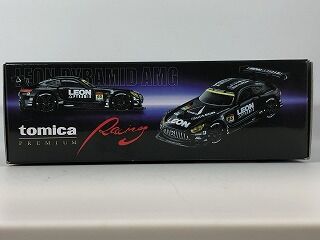 LEON PYRAMID AMG
LEON
LEON
tomica
Racing
PREMIUM